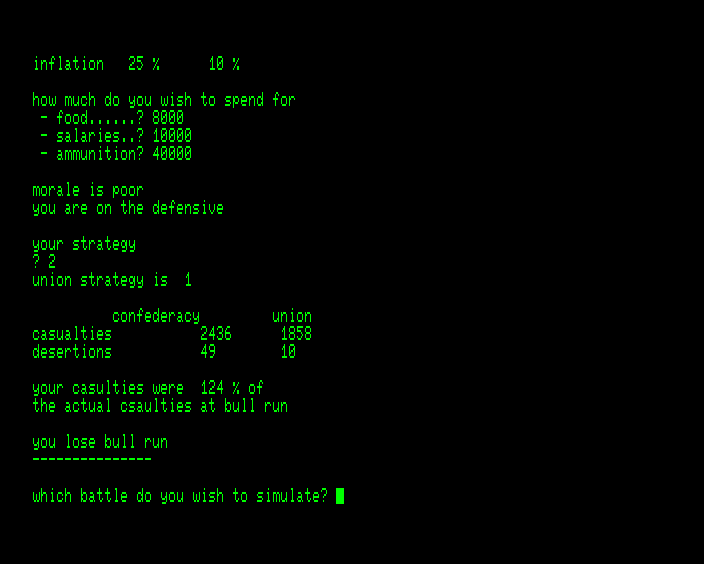 inflation   25 %      10 %
how much do you wish to spend for
 - food......? 8000
 - salaries..? 10000
 - ammunition? 40000
morale is poor
you are on the defensive
your strategy
? 2
union strategy is  1
          confederacy         union
casualties           2436      1858
desertions           49        10
your casulties were  124 % of
the actual csaulties at bull run
you lose bull run
---------------
which battle do you wish to simulate?